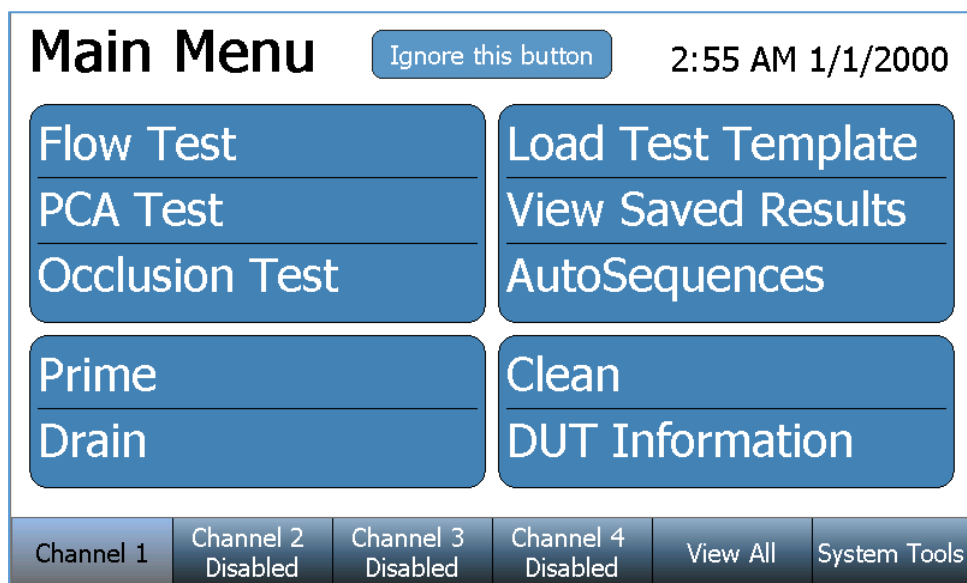 Main Menu
Ignore this button
2:55 AM 1/1/2000
Flow Test
PCA Test
Occlusion Test
Load Test Template
View Saved Results
AutoSequences
Prime
Drain
Clean
DUT Information
Channel 1
Channel 2
Disabled
Channel 3
Disabled
Channel 4
Disabled
View All
System Tools